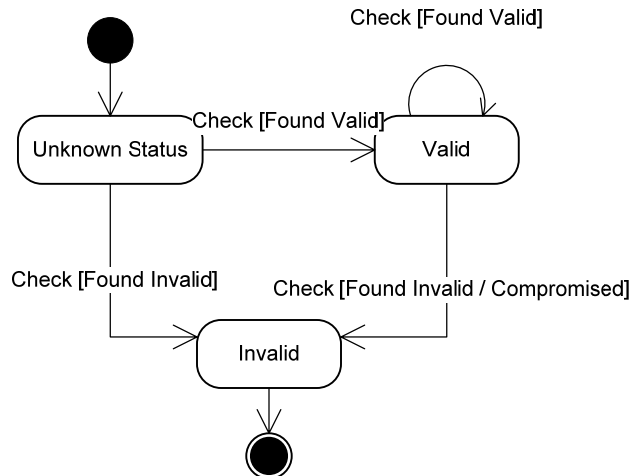 Check [Found Valid]
Check [Found Valid]
Unknown Status
Valid
Check [Found Invalid]
Check [Found Invalid / Compromised]
Invalid